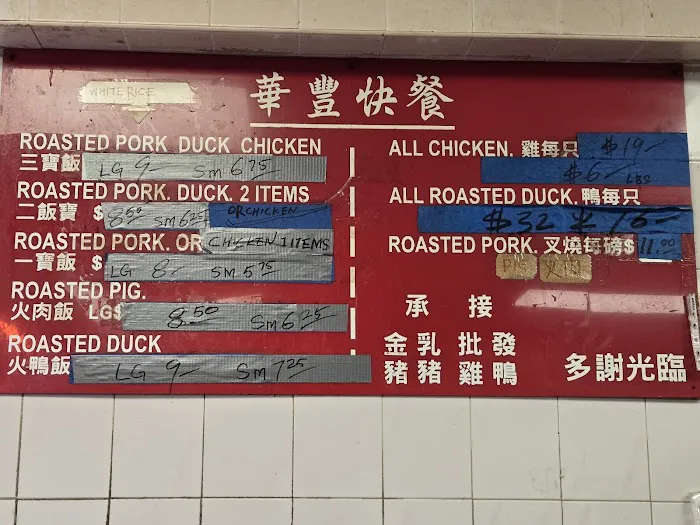 WHITE RICE
華豐快餐
ROASTED PORK DUCK CHICKEN
三寶飯 LG 9- Sm 6 75
ROASTED PORK. DUCK. 2 ITEMS
二飯寶 $ 8 50 Sm 6 25 OR CHICKEN
ROASTED PORK. OR CHICKEN 1 ITEMS
一寶飯 $ LG 8- Sm 5 75
ROASTED PIG.
火肉飯 LG$ 8.50 Sm 6 25
ROASTED DUCK
火鴨飯 LG 9- Sm 7 25
ALL CHICKEN. 雞每只 $19-
$6- LBS
ALL ROASTED DUCK. 鴨每只
$32 16-
ROASTED PORK. 叉燒每磅$ 11.00
承接
金乳 批發
豬豬 雞鴨
多謝光臨